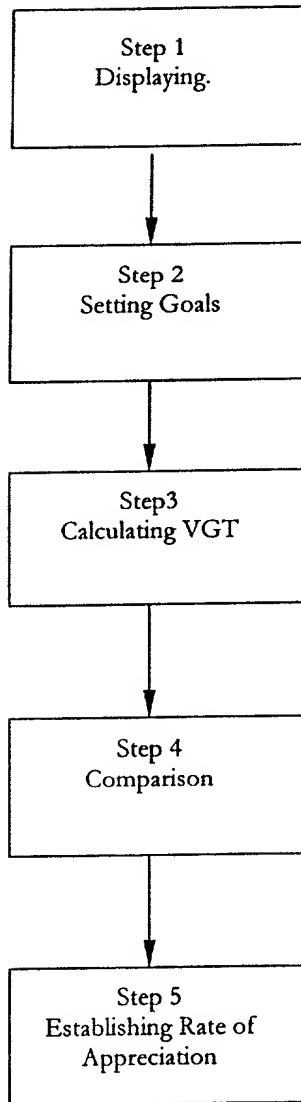 Step 1
Displaying.
Step 2
Setting Goals
Step3
Calculating VGT
Step 4
Comparison
Step 5
Establishing Rate of
Appreciation